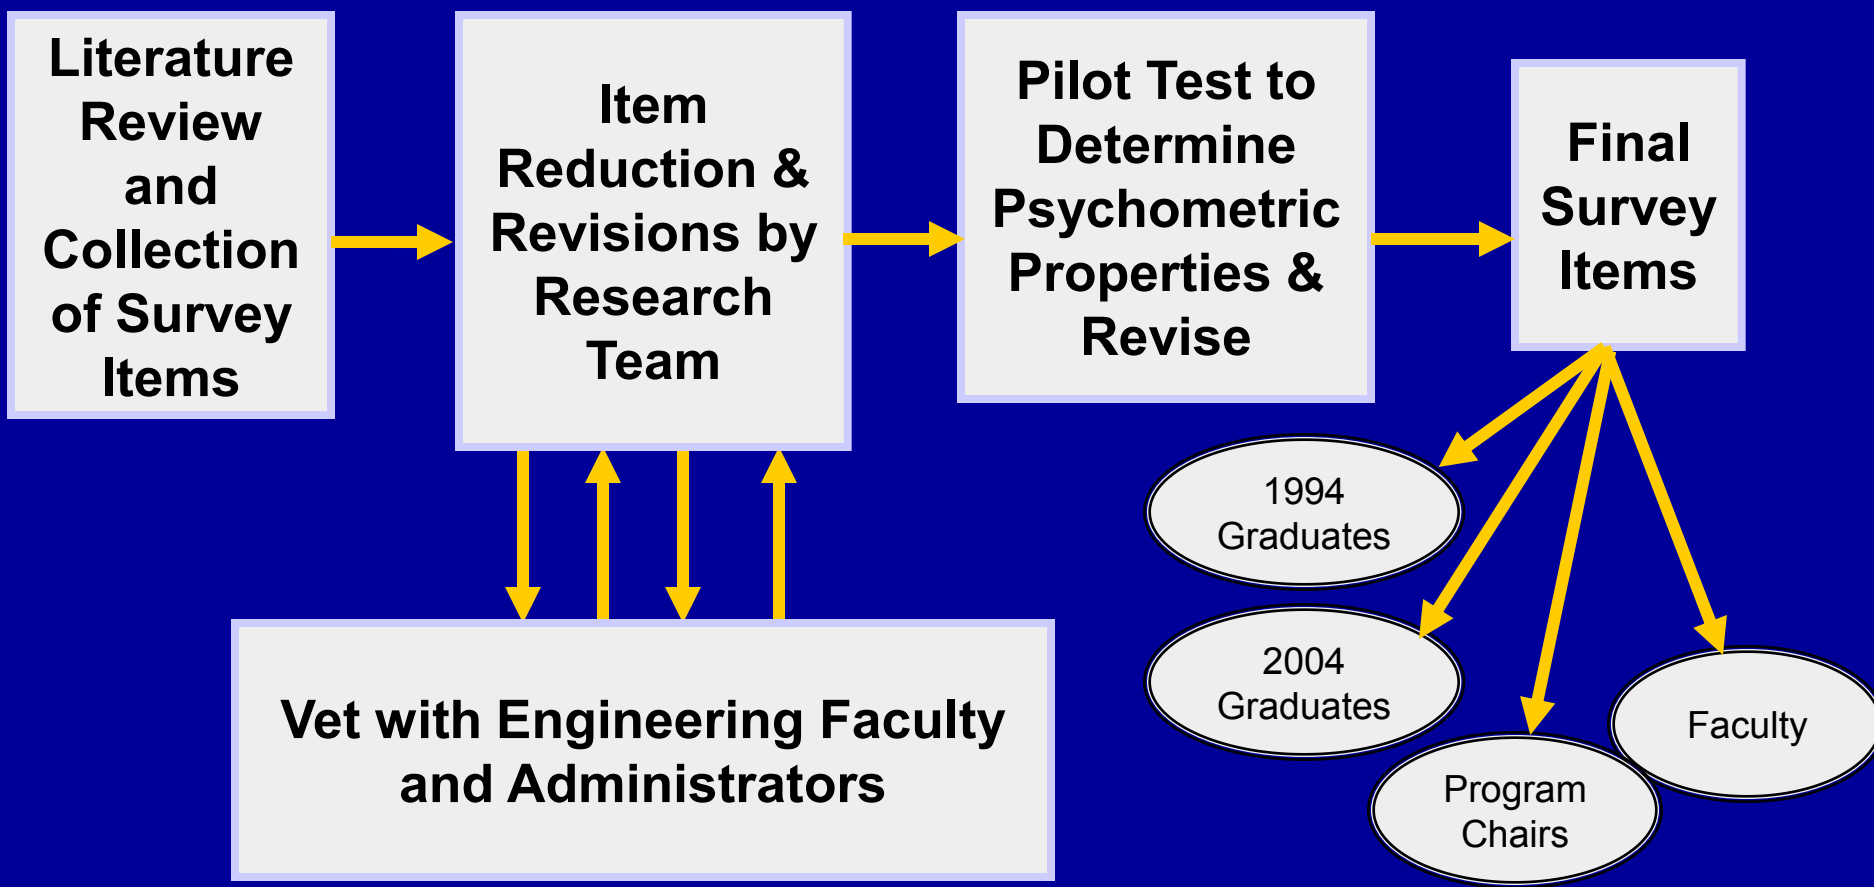 Literature
Review
and
Collection
of Survey
Items
Item
Reduction &
Revisions by
Research
Team
Pilot Test to
Determine
Psychometric
Properties &
Revise
Final
Survey
Items
Vet with Engineering Faculty
and Administrators
1994
Graduates
2004
Graduates
Program
Chairs
Faculty